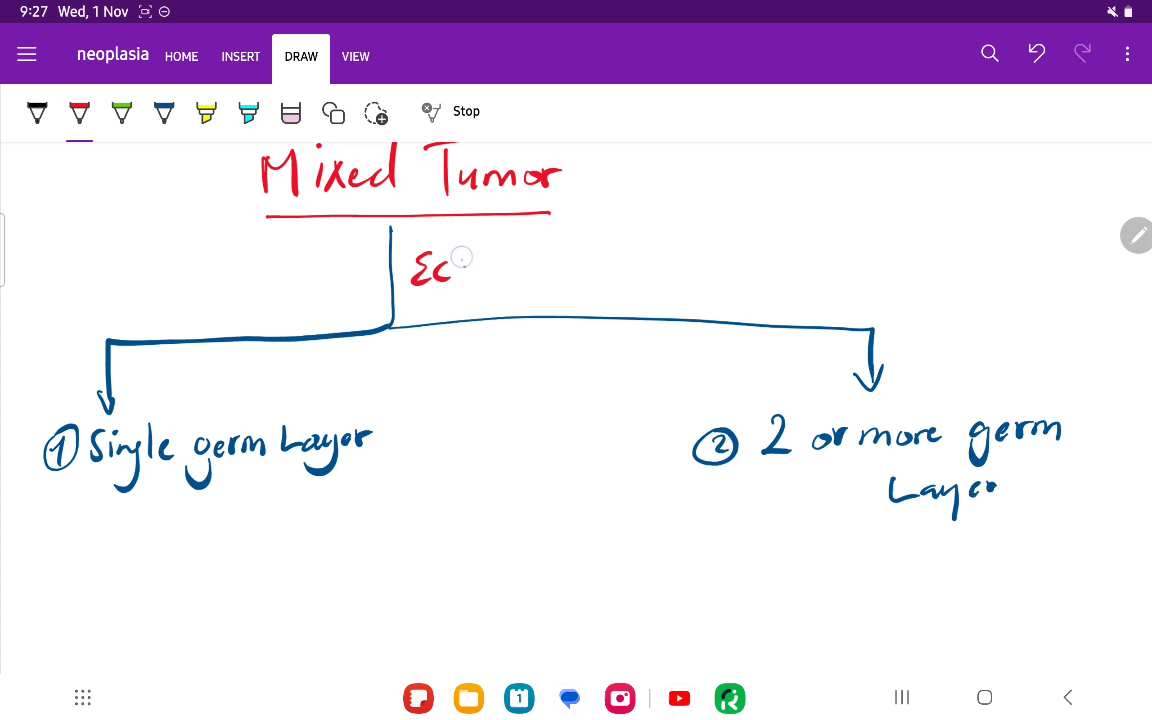 9:27 Wed, 1 Nov
neoplasia HOME INSERT DRAW VIEW
Stop
Mixed Tumor
Ec
① Single germ Layer
② 2 or more germ
Layer
1